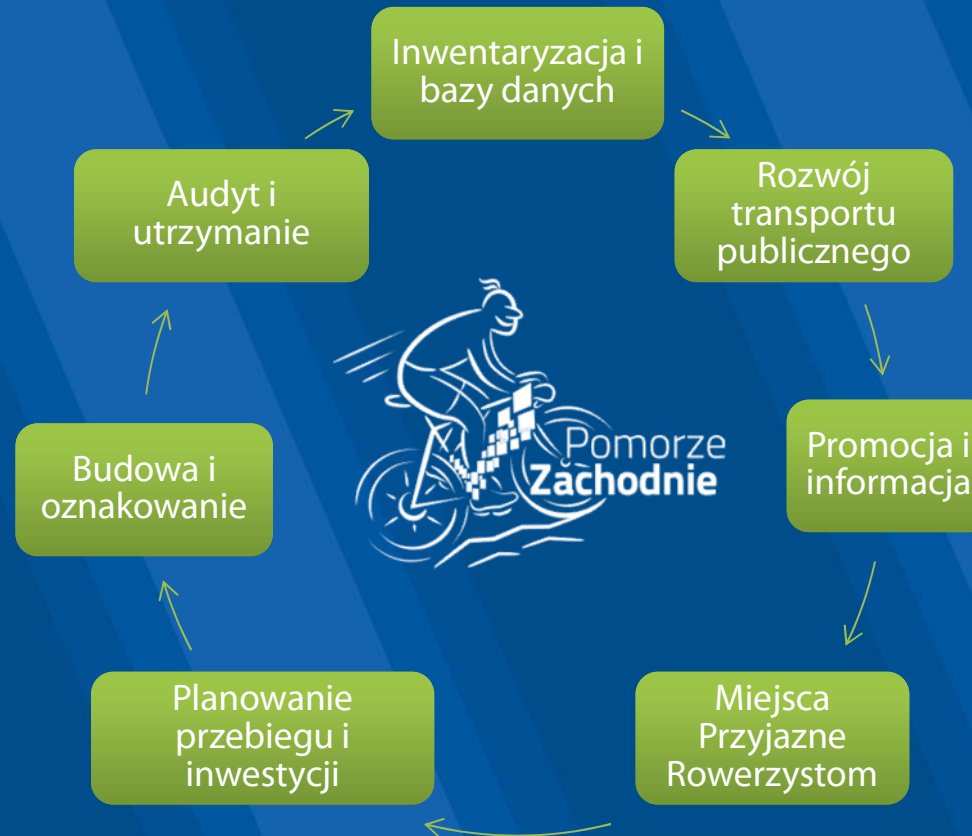 Inwentaryzacja i
bazy danych
Rozwój
transportu
publicznego
Promocja i
informacja
Miejsca
Przyjazne
Rowerzystom
Planowanie
przebiegu i
inwestycji
Budowa i
oznakowanie
Audyt i
utrzymanie
Pomorze
Zachodnie